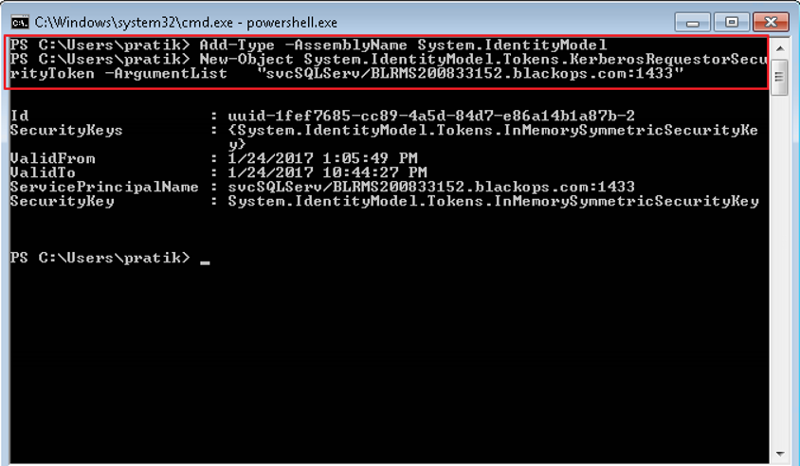 C:\Windows\system32\cmd.exe - powershell.exe
PS C:\Users\pratik> Add-Type -AssemblyName System.IdentityModel
PS C:\Users\pratik> New-Object System.IdentityModel.Tokens.KerberosRequestorSecu
rityToken -ArgumentList "svcSQLServ/BLRMS200833152.blackops.com:1433"
Id : uuid-1fef7685-cc89-4a5d-84d7-e86a14b1a87b-2
SecurityKeys : {System.IdentityModel.Tokens.InMemorySymmetricSecurityKe
y}
ValidFrom : 1/24/2017 1:05:49 PM
ValidTo : 1/24/2017 10:44:27 PM
ServicePrincipalName : svcSQLServ/BLRMS200833152.blackops.com:1433
SecurityKey : System.IdentityModel.Tokens.InMemorySymmetricSecurityKey
PS C:\Users\pratik> _